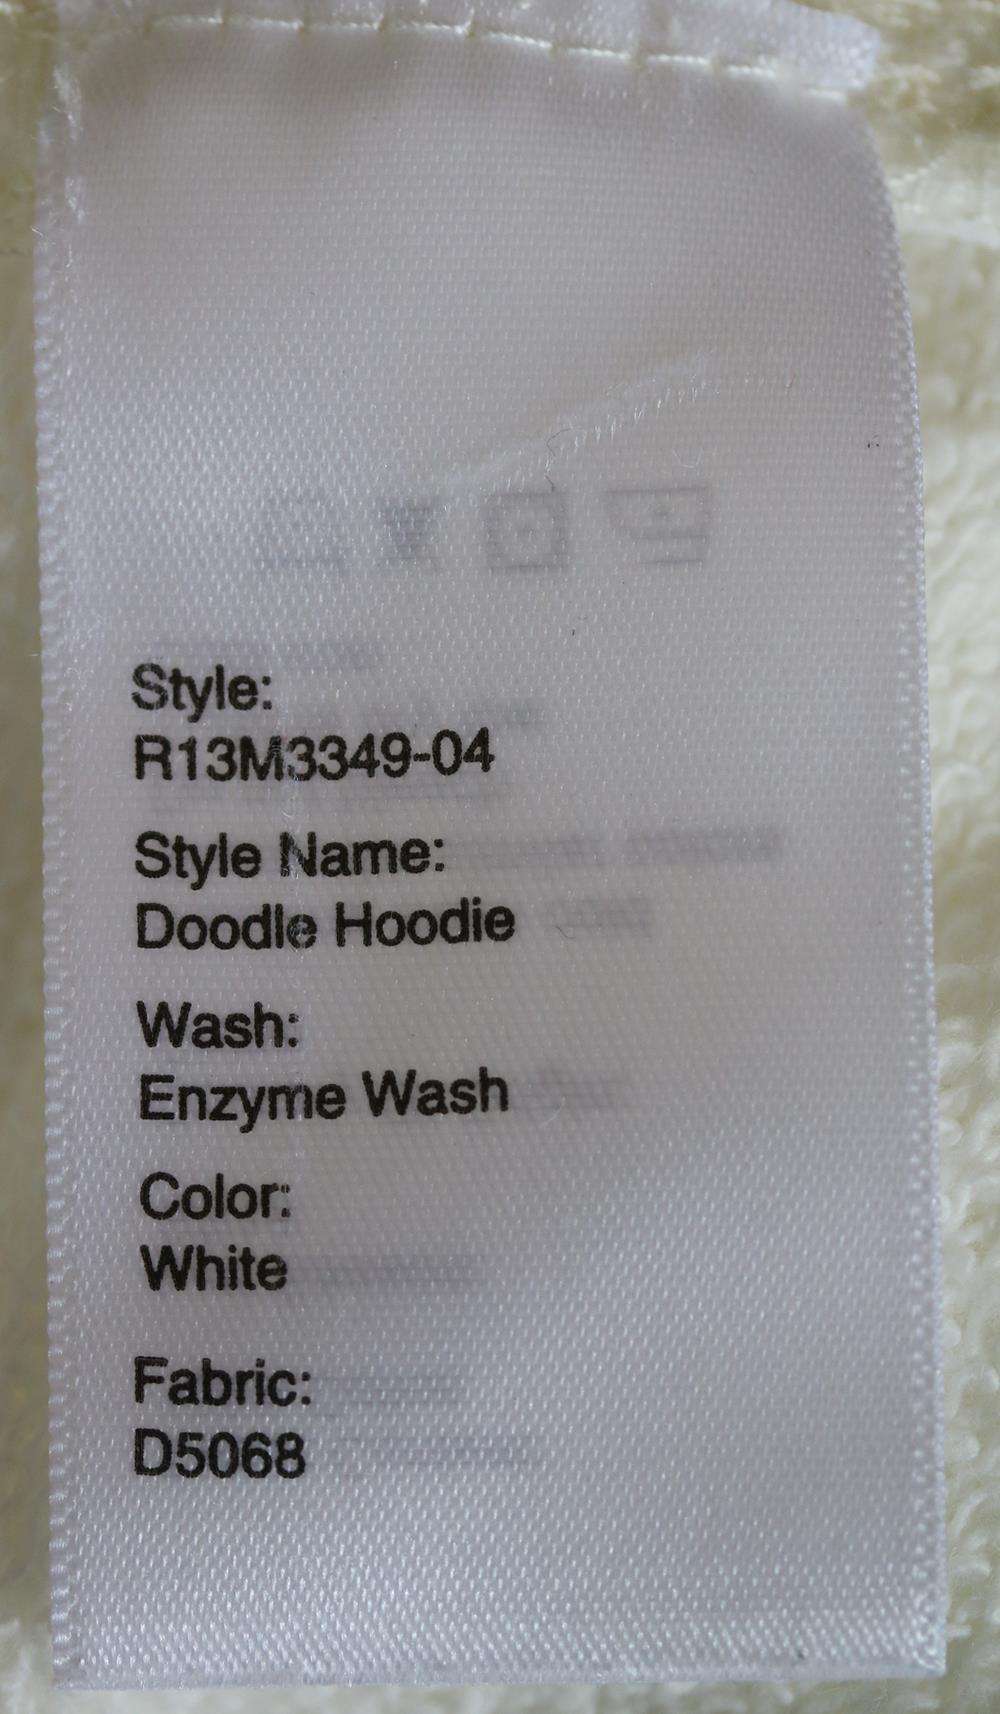 Style:
R13M3349-04
Style Name:
Doodle Hoodie
Wash:
Enzyme Wash
Color:
White
Fabric:
D5068